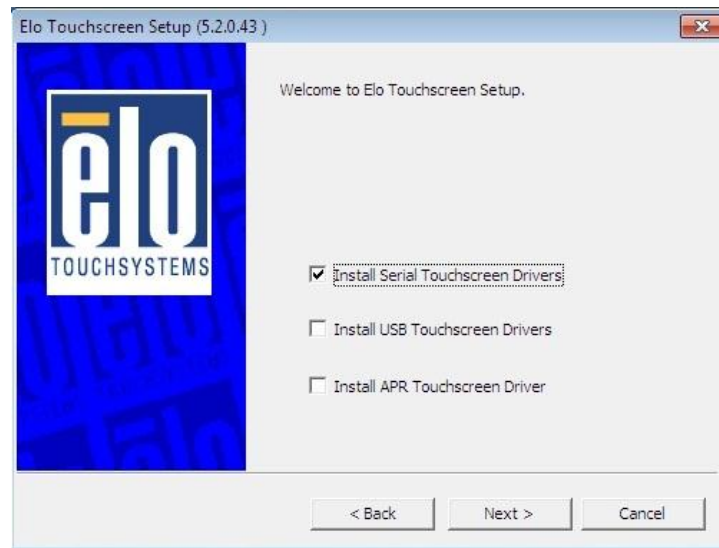 Elo Touchscreen Setup (5.2.0.43 )
Welcome to Elo Touchscreen Setup.
ēlo
TOUCHSYSTEMS
Install Serial Touchscreen Drivers
Install USB Touchscreen Drivers
Install APR Touchscreen Driver
< Back
Next >
Cancel